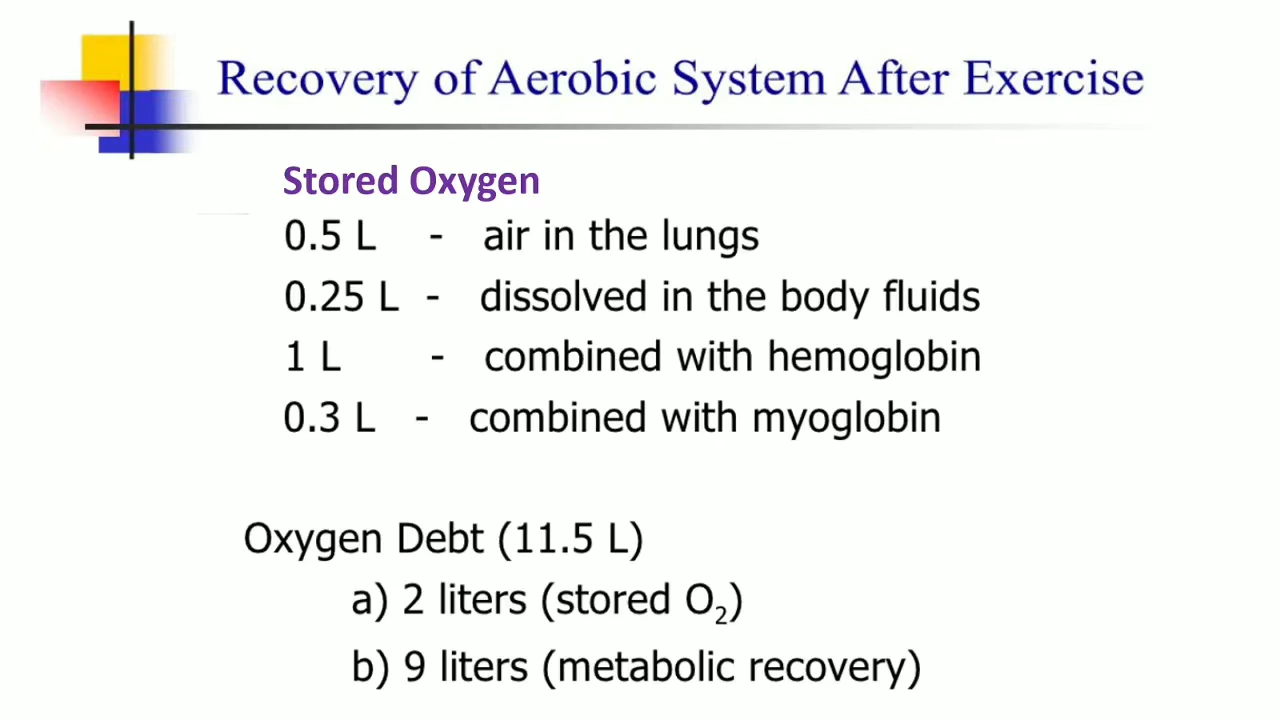 Recovery of Aerobic System After Exercise
Stored Oxygen
0.5 L - air in the lungs
0.25 L - dissolved in the body fluids
1 L - combined with hemoglobin
0.3 L - combined with myoglobin
Oxygen Debt (11.5 L)
a) 2 liters (stored O₂)
b) 9 liters (metabolic recovery)